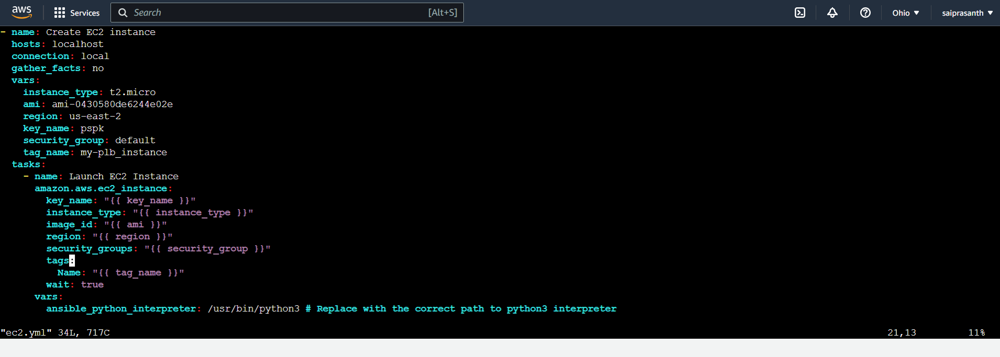 aws Services Search [Alt+S] Ohio ▼ saiprasanth ▼
- name: Create EC2 instance
  hosts: localhost
  connection: local
  gather_facts: no
  vars:
    instance_type: t2.micro
    ami: ami-0430580de6244e02e
    region: us-east-2
    key_name: pspk
    security_group: default
    tag_name: my-plb_instance
  tasks:
    - name: Launch EC2 Instance
      amazon.aws.ec2_instance:
        key_name: "{{ key_name }}"
        instance_type: "{{ instance_type }}"
        image_id: "{{ ami }}"
        region: "{{ region }}"
        security_groups: "{{ security_group }}"
        tags:
          Name: "{{ tag_name }}"
        wait: true
      vars:
        ansible_python_interpreter: /usr/bin/python3 # Replace with the correct path to python3 interpreter
"ec2.yml" 34L, 717C 21,13 11%